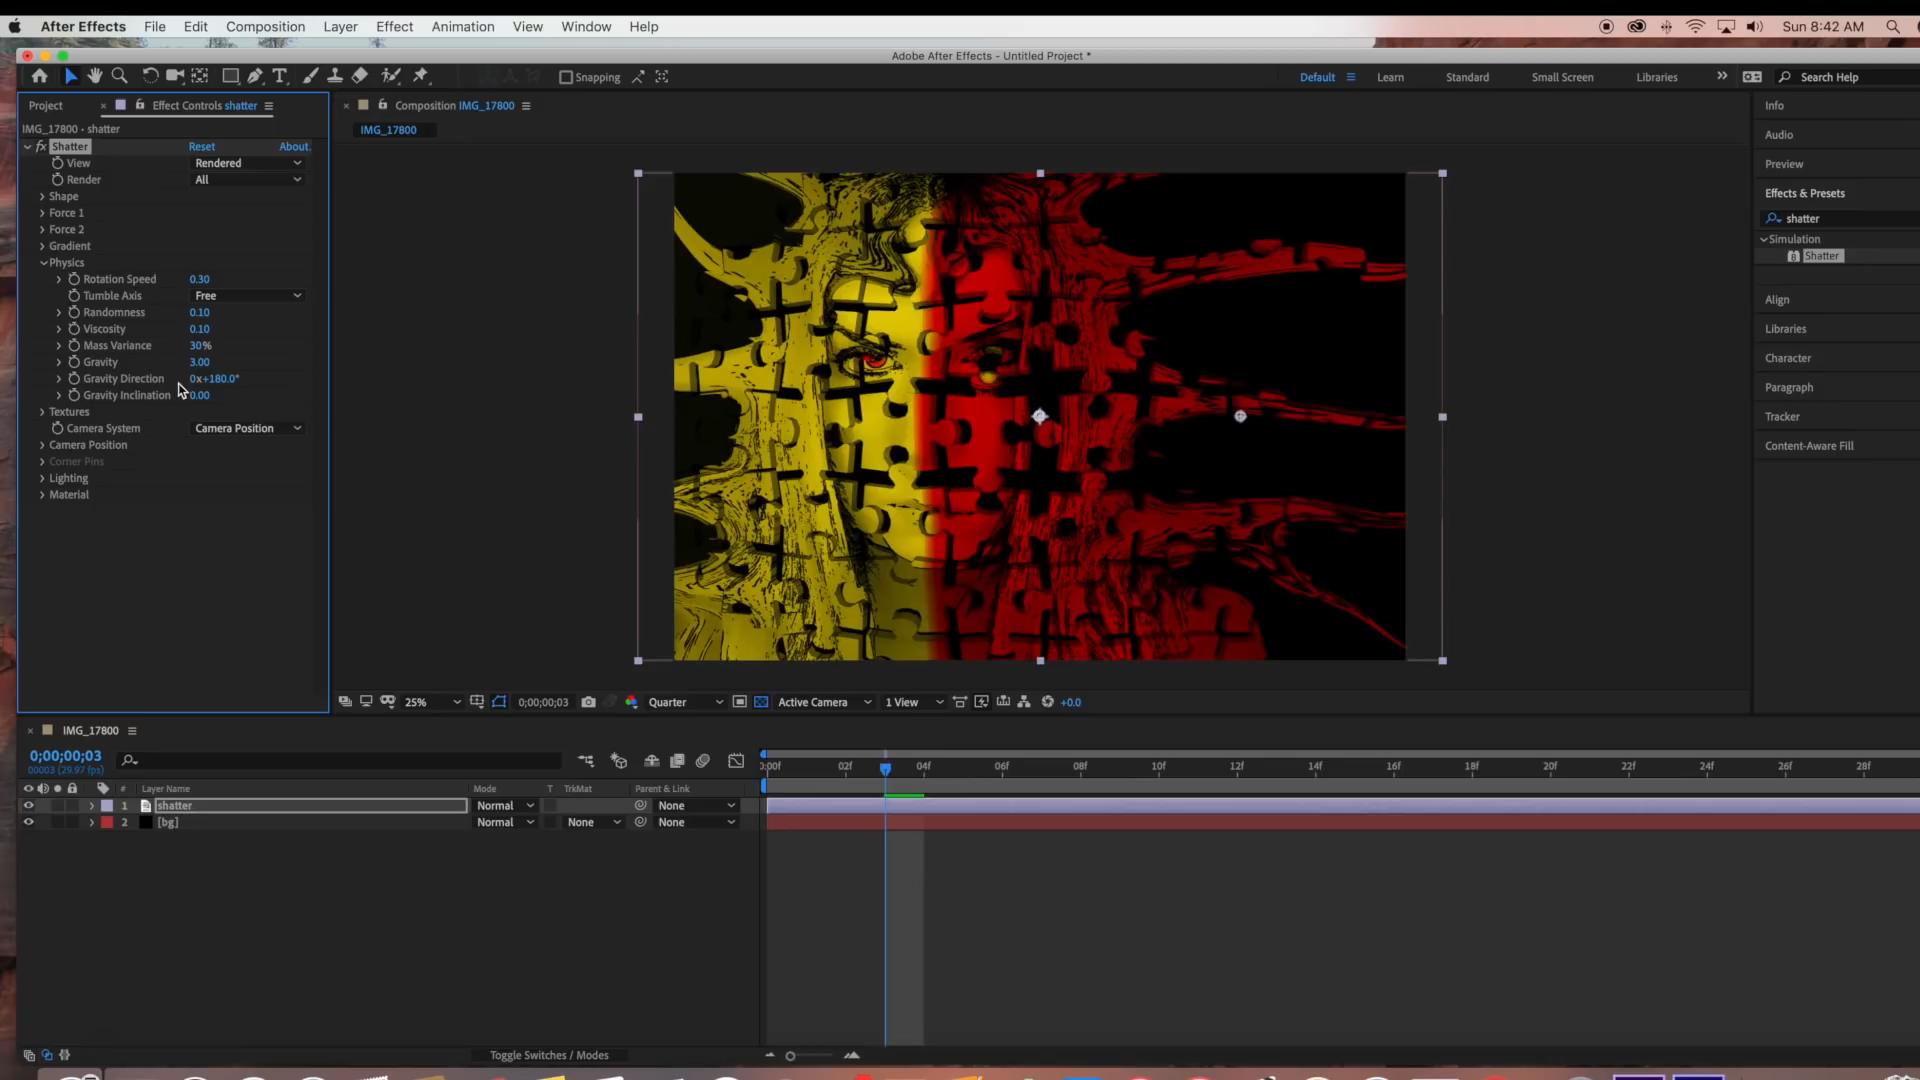 After Effects File Edit Composition Layer Effect Animation View Window Help Sun 8:42 AM
Adobe After Effects - Untitled Project *
Snapping Default Learn Standard Small Screen Libraries Search Help
Project Effect Controls shatter Composition IMG_17800 Info
IMG_17800 • shatter IMG_17800
Audio
Shatter Reset About.
View Rendered Preview
Render All
Shape Effects & Presets
Force 1 shatter
Force 2
Gradient Simulation
Physics Shatter
Rotation Speed 0.30
Tumble Axis Free Align
Randomness 0.10
Viscosity 0.10 Libraries
Mass Variance 30%
Gravity 3.00 Character
Gravity Direction 0x+180.0° Paragraph
Gravity Inclination 0.00
Textures Tracker
Camera System Camera Position
Camera Position Content-Aware Fill
Corner Pins
Lighting
Material
25% 0;00;00;03 Quarter Active Camera 1 View +0.0
IMG_17800
0;00;00;03
00003 (29.97 fps) :00f 02f 04f 06f 08f 10f 12f 14f 16f 18f 20f 22f 24f 26f 28f
# Layer Name Mode T TrkMat Parent & Link
1 shatter Normal None
2 [bg] Normal None None
Toggle Switches / Modes